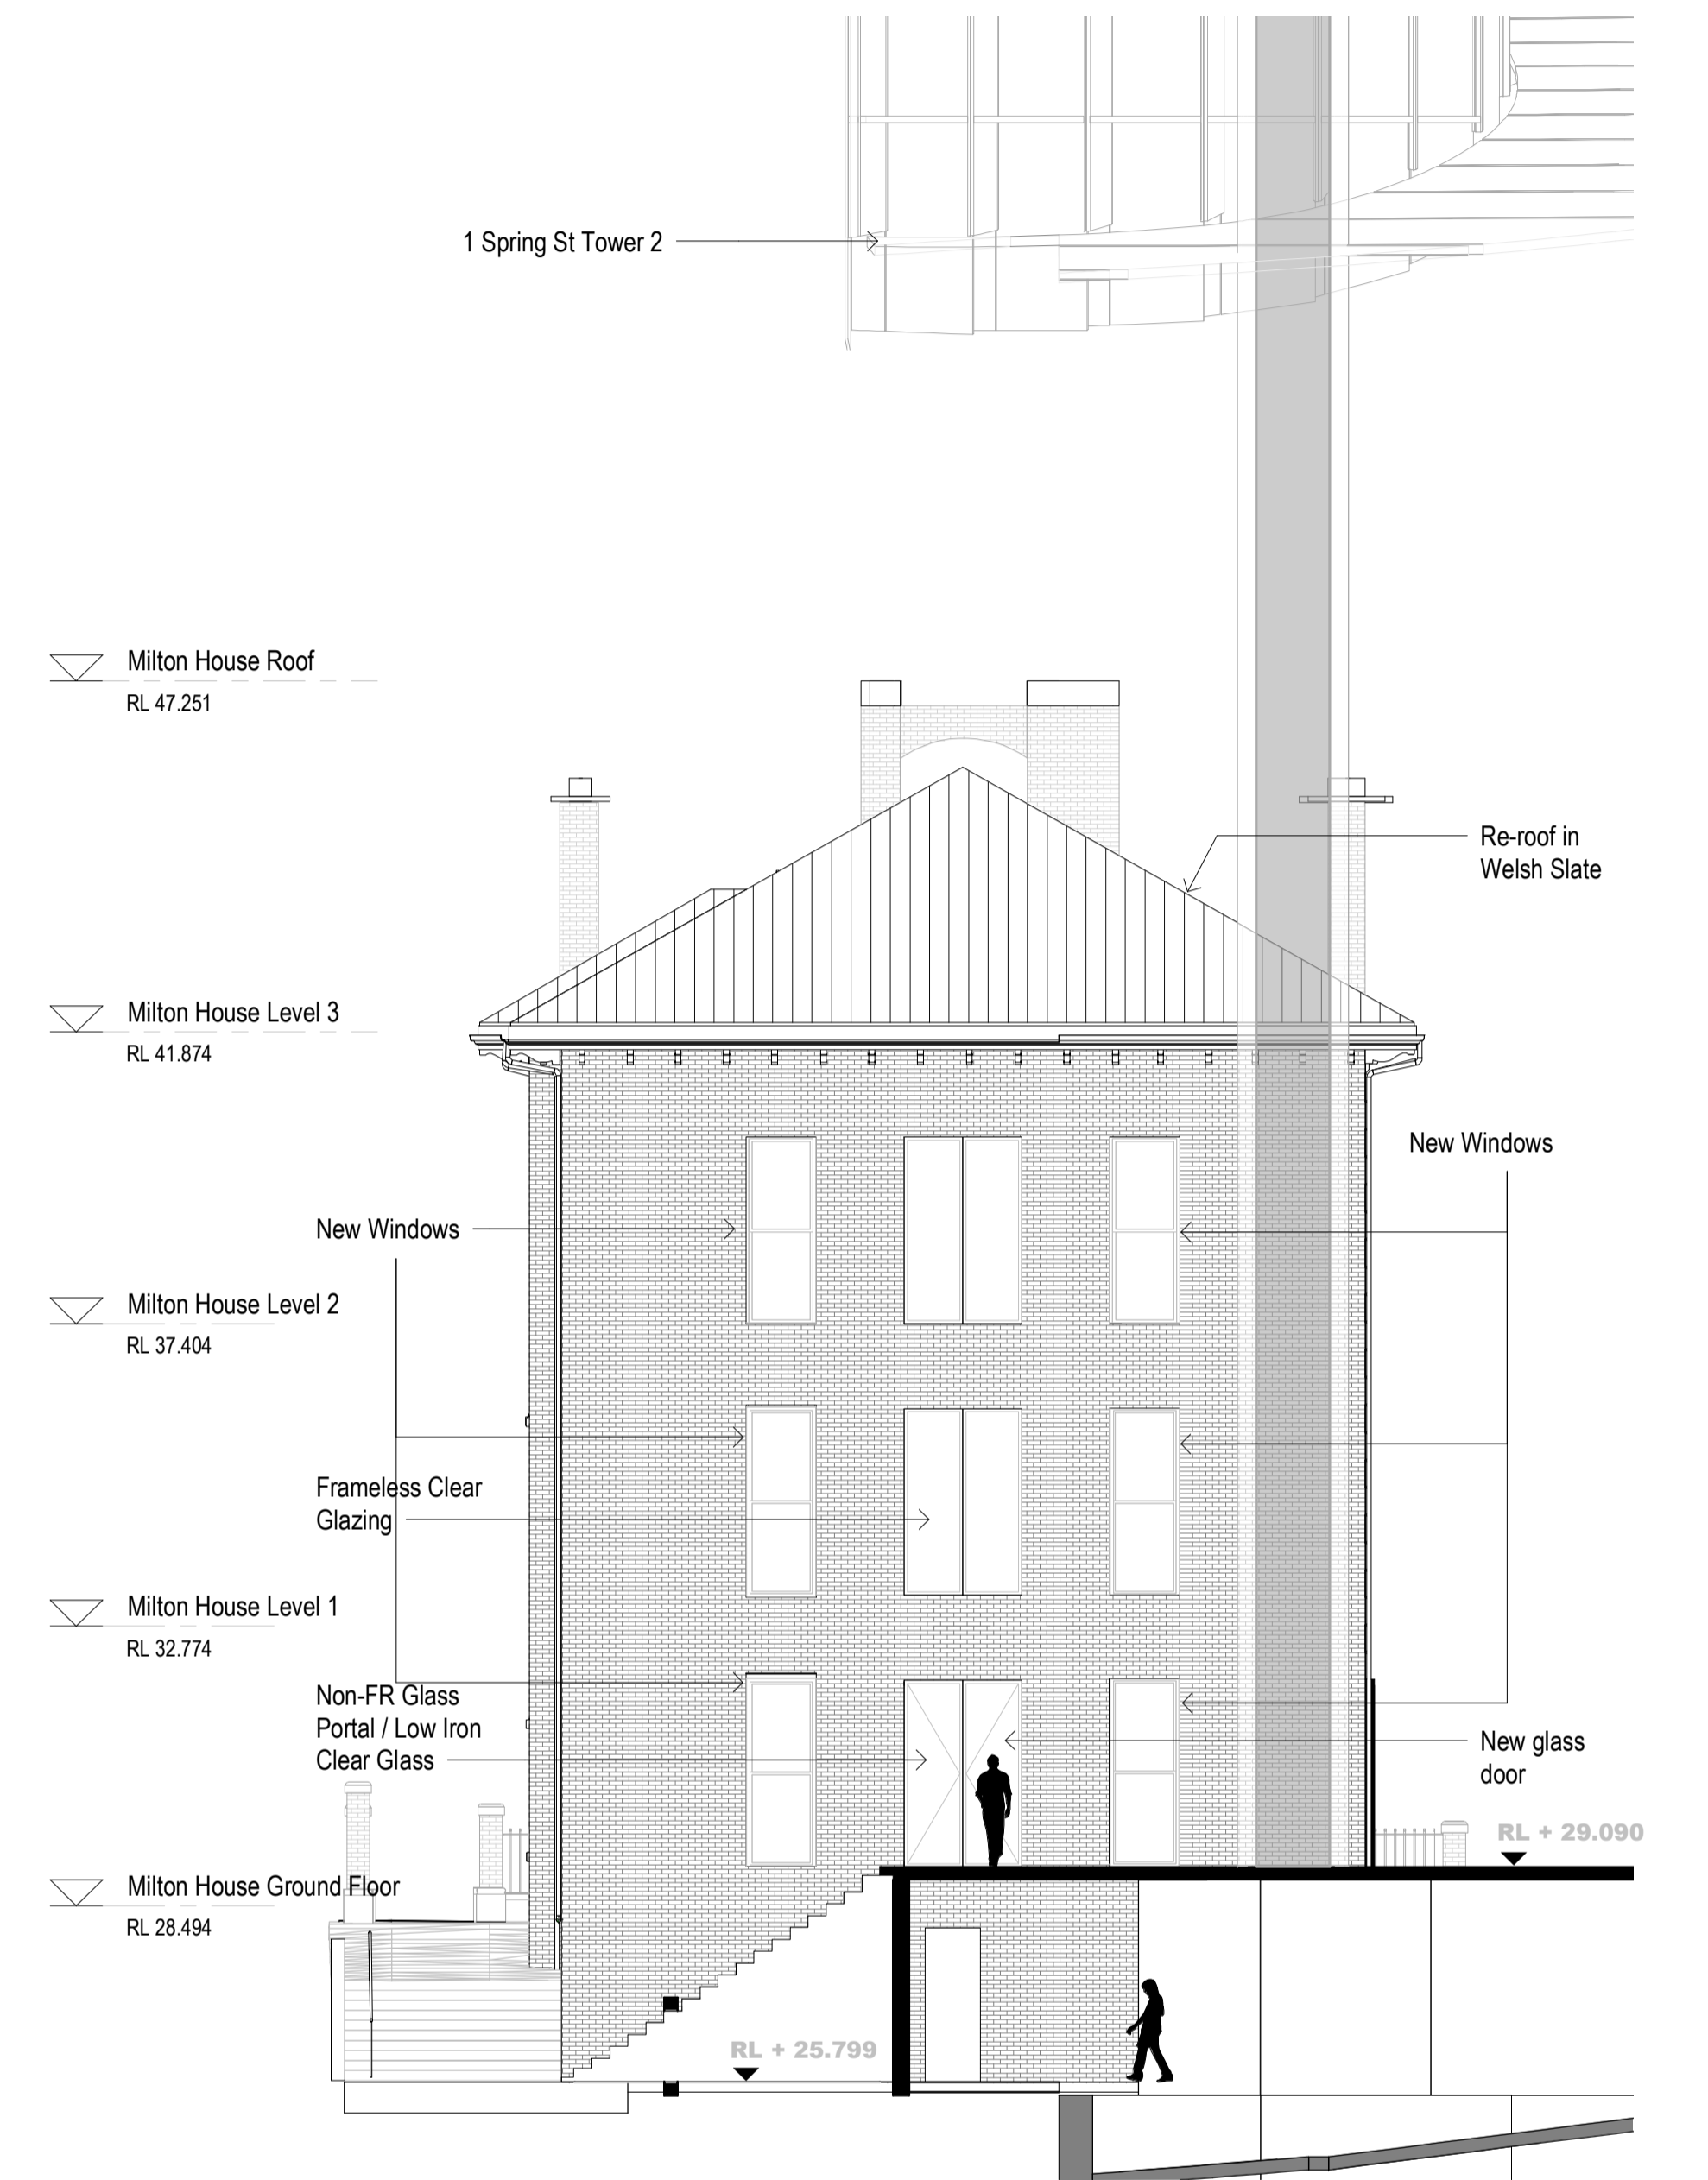 1 Spring St Tower 2
Milton House Roof
RL 47.251
Re-roof in
Welsh Slate
Milton House Level 3
RL 41.874
New Windows
New Windows
Milton House Level 2
RL 37.404
Frameless Clear
Glazing
Milton House Level 1
RL 32.774
Non-FR Glass
Portal / Low Iron
Clear Glass
New glass
door
RL + 29.090
Milton House Ground Floor
RL 28.494
RL + 25.799